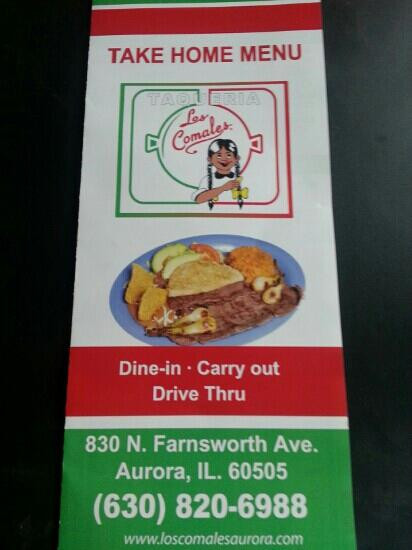 TAKE HOME MENU
TAQUERIA
Los
Comales
Dine-in · Carry out
Drive Thru
830 N. Farnsworth Ave.
Aurora, IL. 60505
(630) 820-6988
www.loscomalesaurora.com